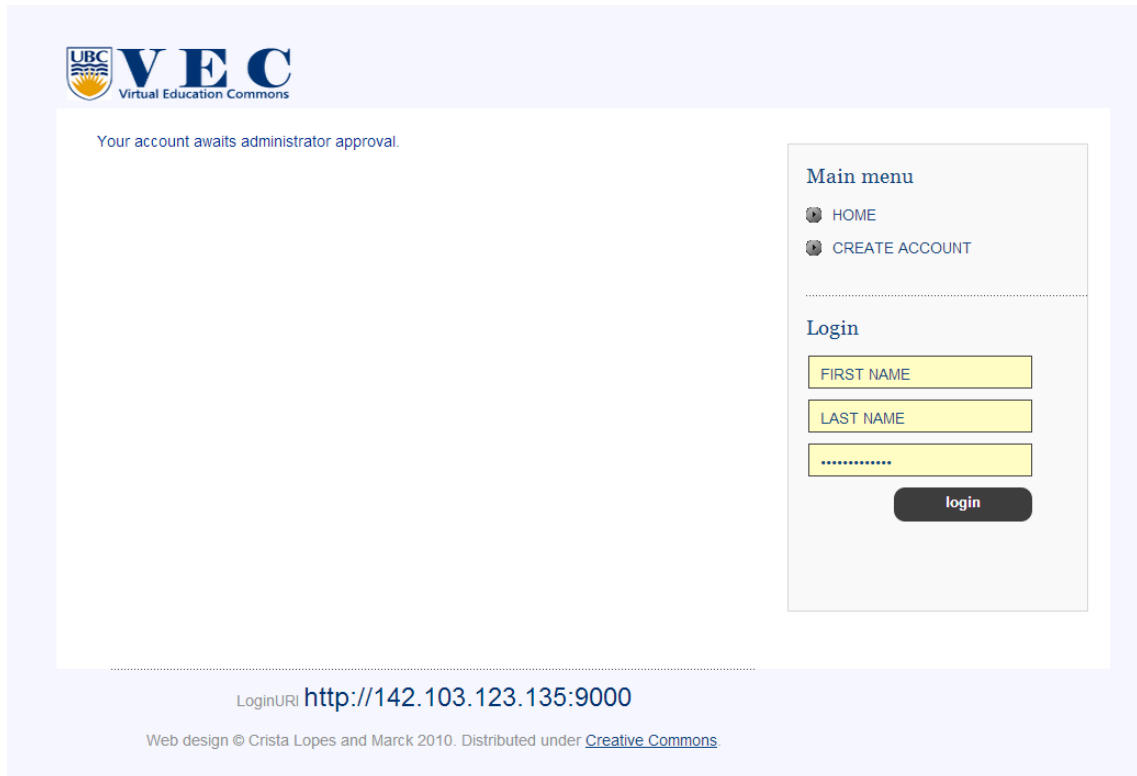 UBC
VEC
Virtual Education Commons
Your account awaits administrator approval.
Main menu
HOME
CREATE ACCOUNT
Login
FIRST NAME
LAST NAME
•••••••••••••
login
LoginURI http://142.103.123.135:9000
Web design © Crista Lopes and Marck 2010. Distributed under Creative Commons.